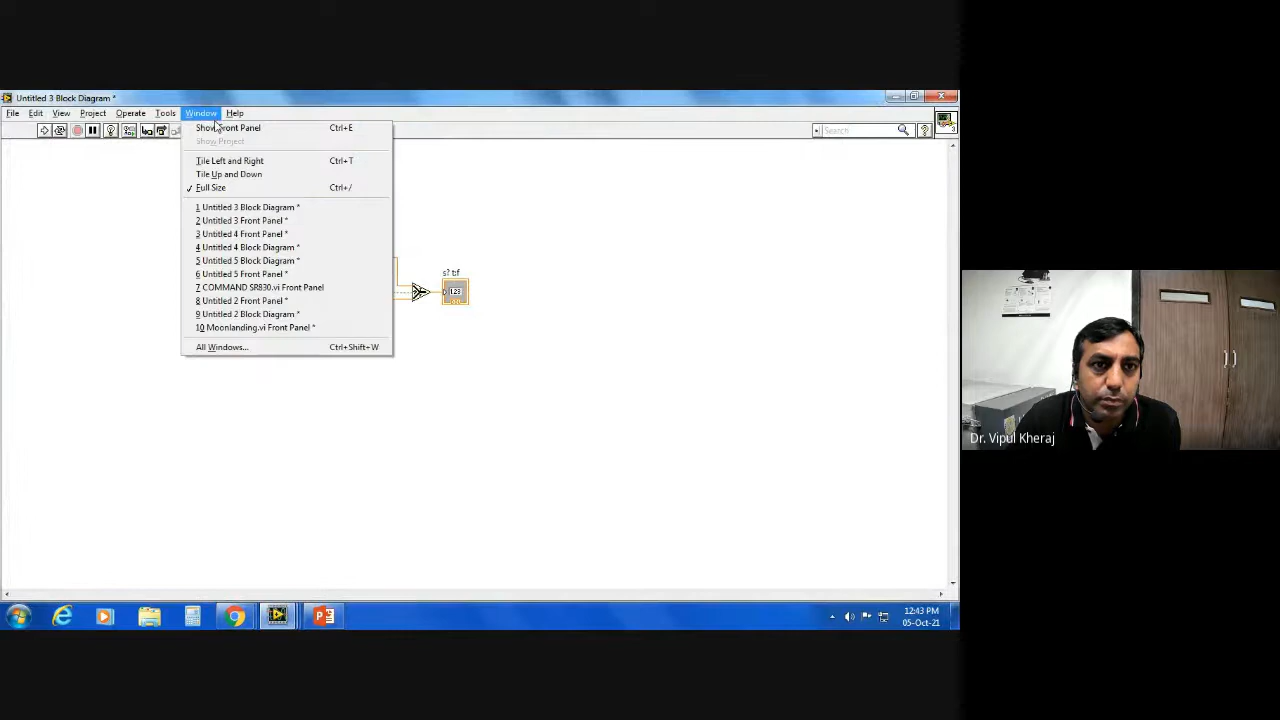 Untitled 3 Block Diagram *
File Edit View Project Operate Tools Window Help
Search
Show Front Panel Ctrl+E
Show Project
Tile Left and Right Ctrl+T
Tile Up and Down
Full Size Ctrl+/
1 Untitled 3 Block Diagram *
2 Untitled 3 Front Panel *
3 Untitled 4 Front Panel *
4 Untitled 4 Block Diagram *
5 Untitled 5 Block Diagram *
6 Untitled 5 Front Panel *
7 COMMAND SR830.vi Front Panel
8 Untitled 2 Front Panel *
9 Untitled 2 Block Diagram *
10 Moonlanding.vi Front Panel *
All Windows... Ctrl+Shift+W
s? t:f
123
Dr. Vipul Kheraj
12:43 PM
05-Oct-21